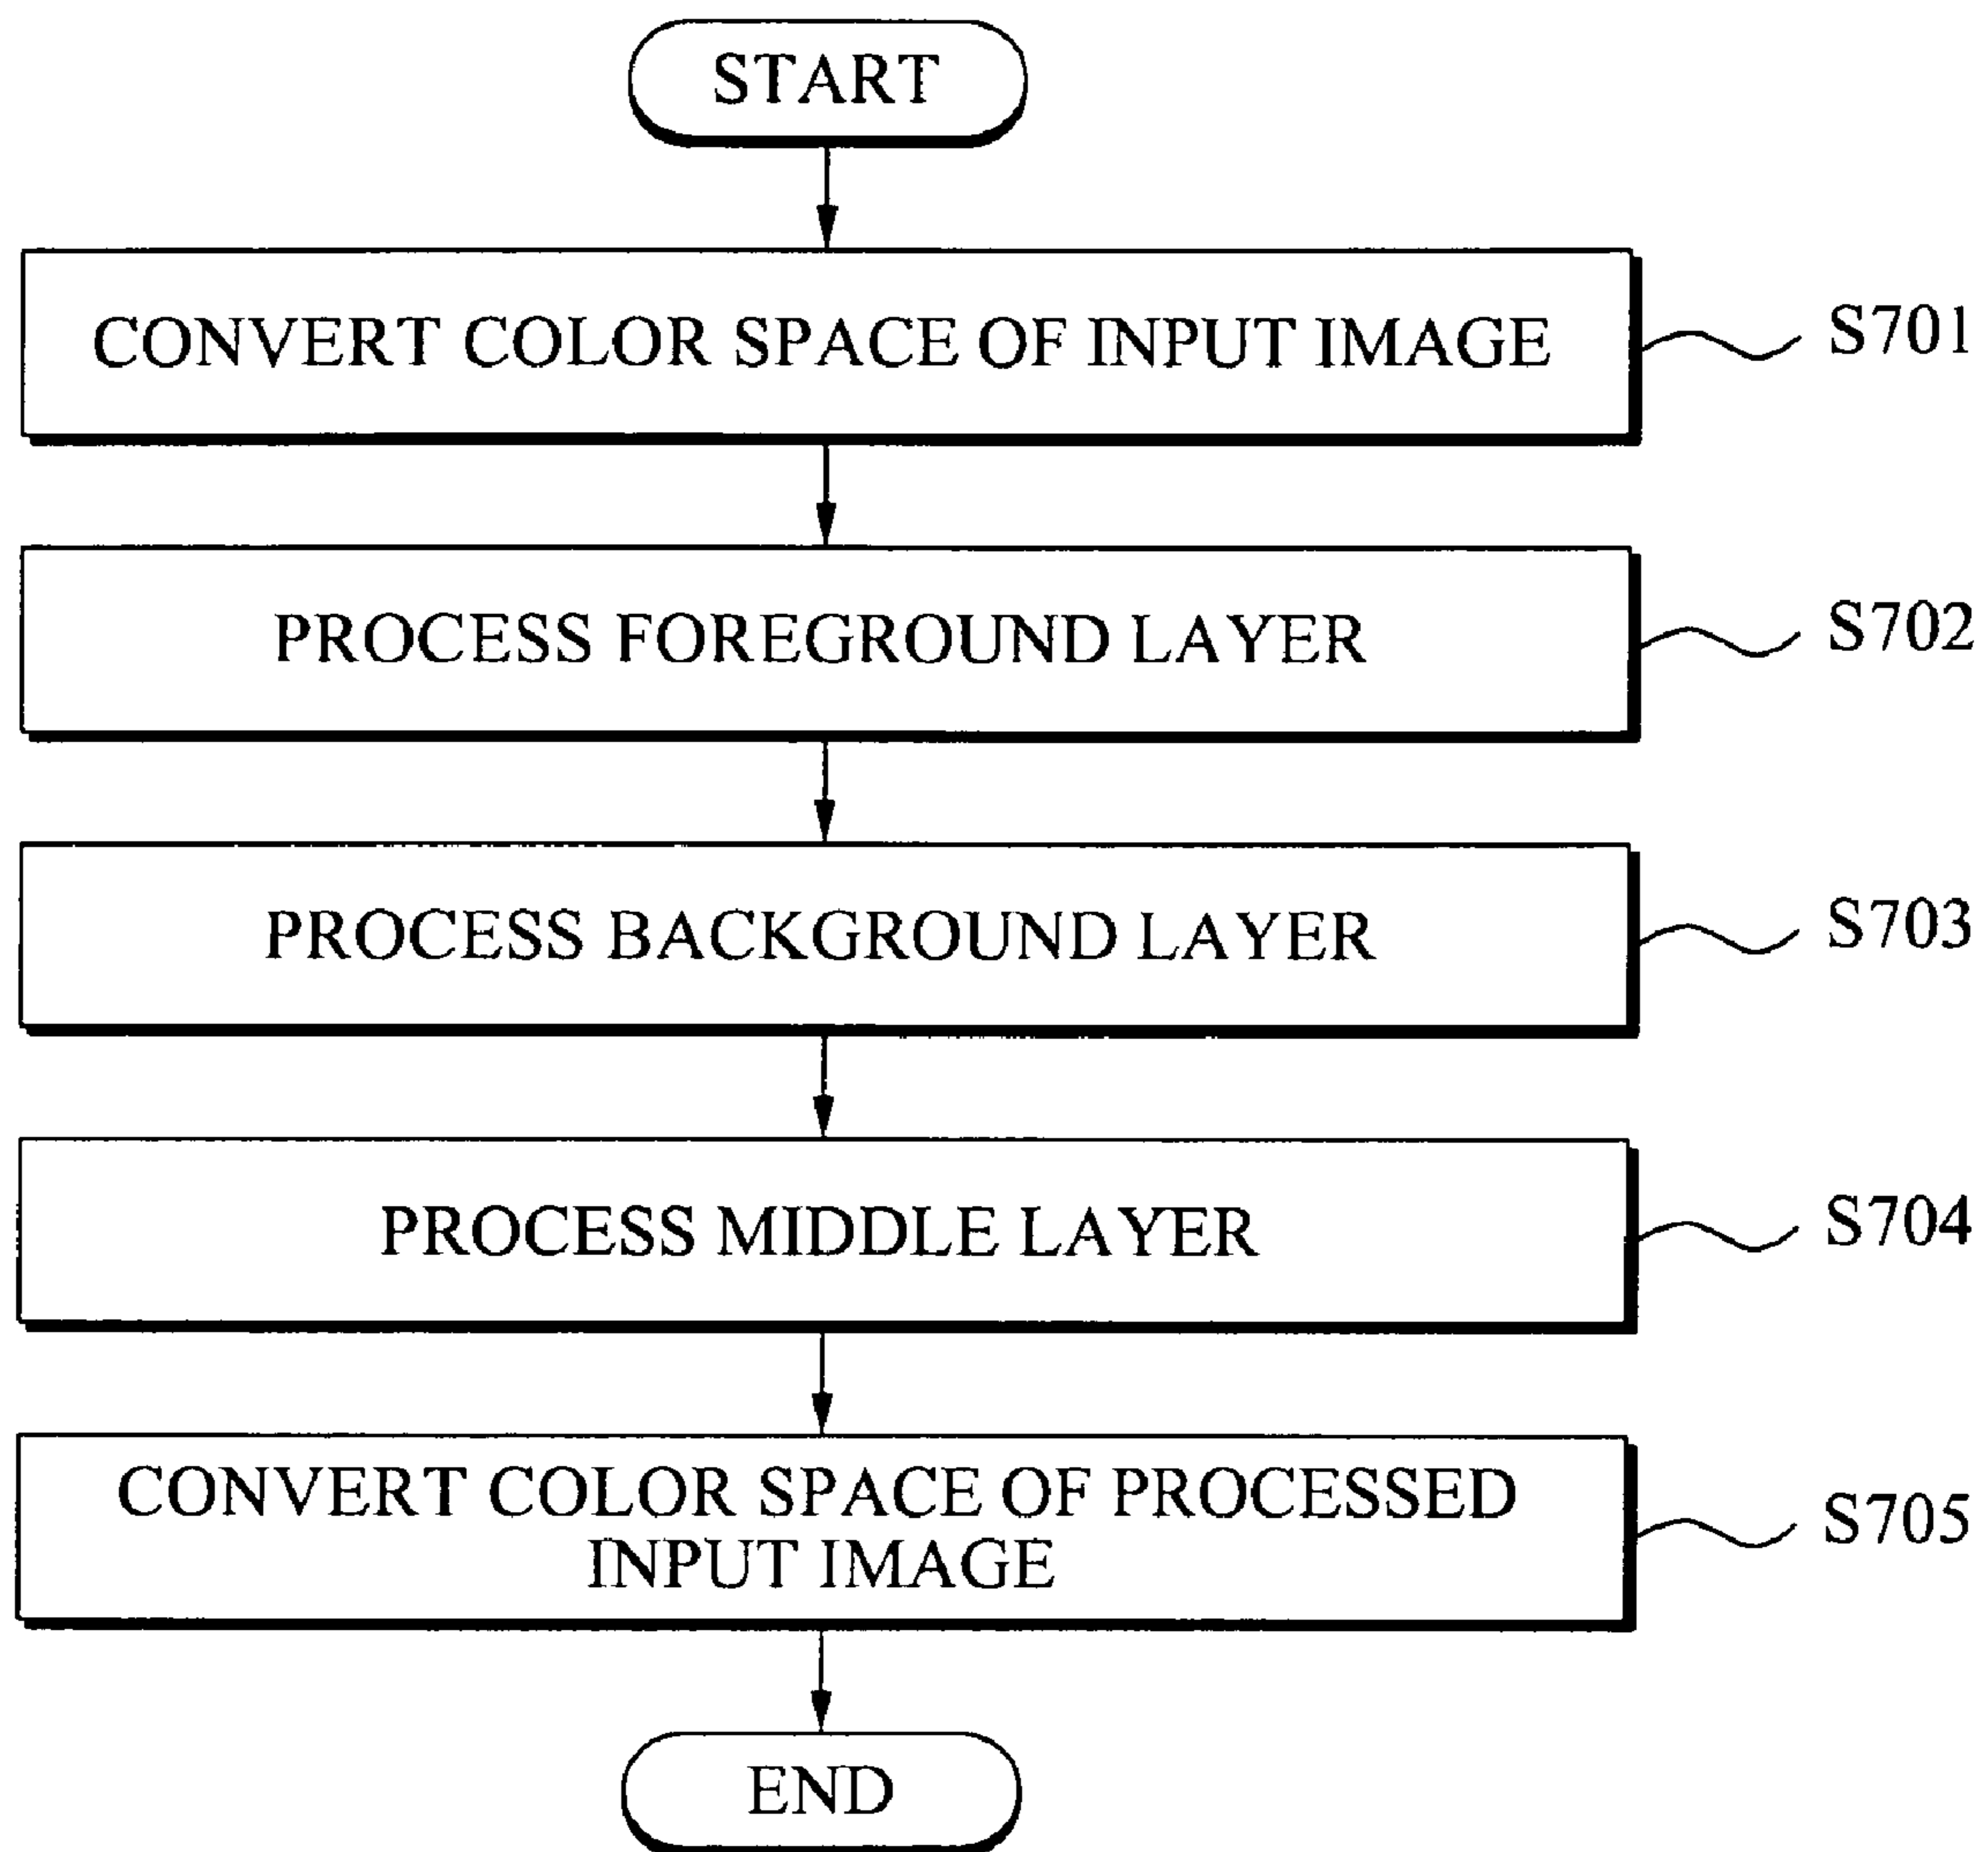 START
CONVERT COLOR SPACE OF INPUT IMAGE
S701
PROCESS FOREGROUND LAYER
S702
PROCESS BACKGROUND LAYER
S703
PROCESS MIDDLE LAYER
S704
CONVERT COLOR SPACE OF PROCESSED
INPUT IMAGE
S705
END